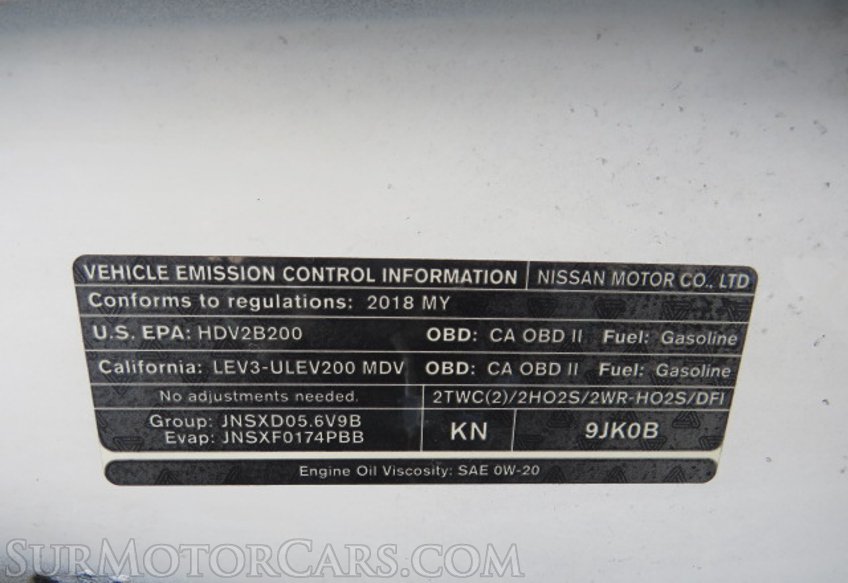 VEHICLE EMISSION CONTROL INFORMATION NISSAN MOTOR CO., LTD
Conforms to regulations: 2018 MY
U.S. EPA: HDV2B200 OBD: CA OBD II Fuel: Gasoline
California: LEV3-ULEV200 MDV OBD: CA OBD II Fuel: Gasoline
No adjustments needed. 2TWC(2)/2HO2S/2WR-HO2S/DFI
Group: JNSXD05.6V9B
Evap: JNSXF0174PBB
KN 9JK0B
Engine Oil Viscosity: SAE 0W-20
SURMOTORCARS.COM